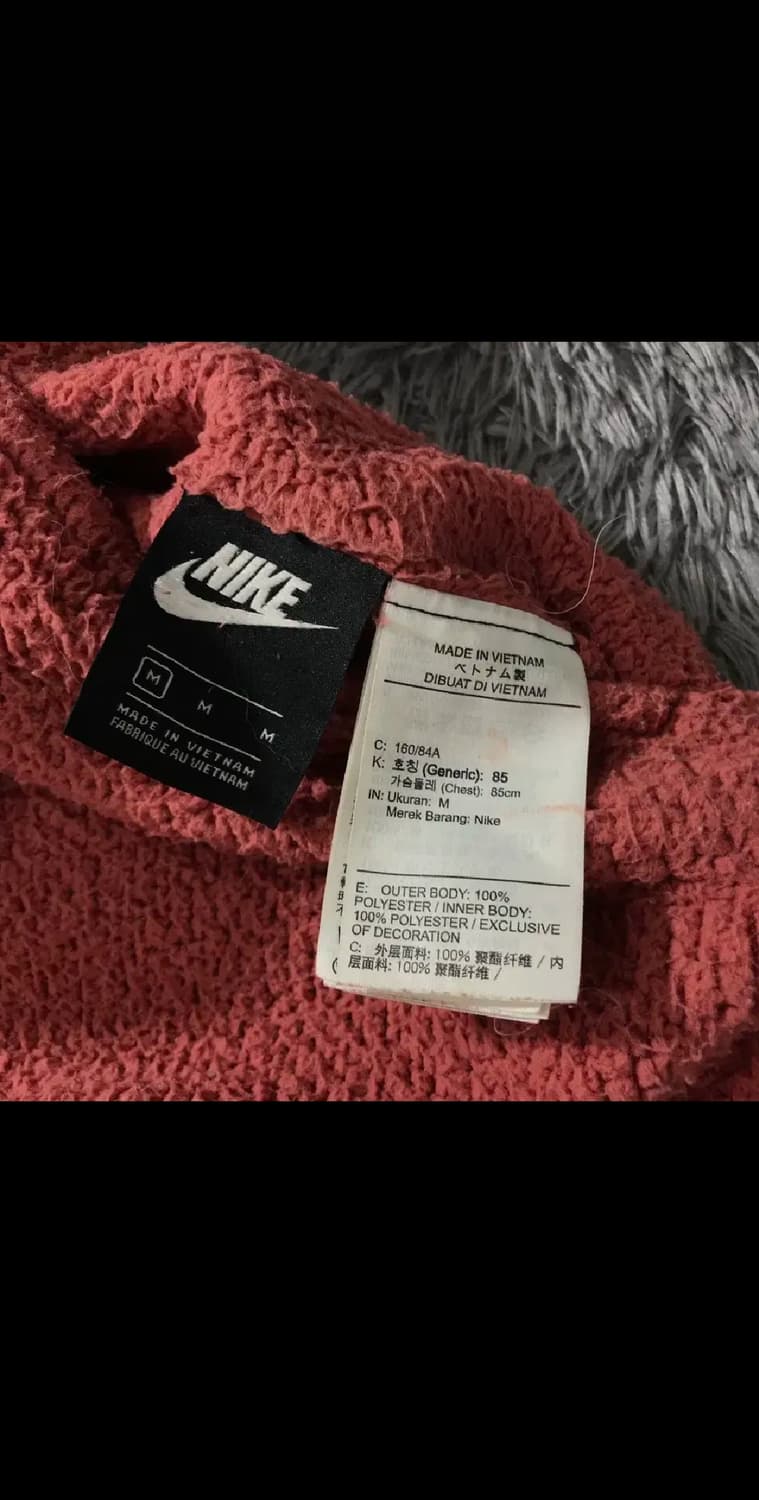 NIKE
M M M
MADE IN VIETNAM
FABRIQUE AU VIETNAM
MADE IN VIETNAM
ベトナム製
DIBUAT DI VIETNAM
C: 160/84A
K: 호칭 (Generic): 85
가슴둘레 (Chest): 85cm
IN: Ukuran: M
Merek Barang: Nike
E: OUTER BODY: 100%
POLYESTER / INNER BODY:
100% POLYESTER / EXCLUSIVE
OF DECORATION
C: 外层面料: 100% 聚酯纤维 / 内
层面料: 100% 聚酯纤维 /